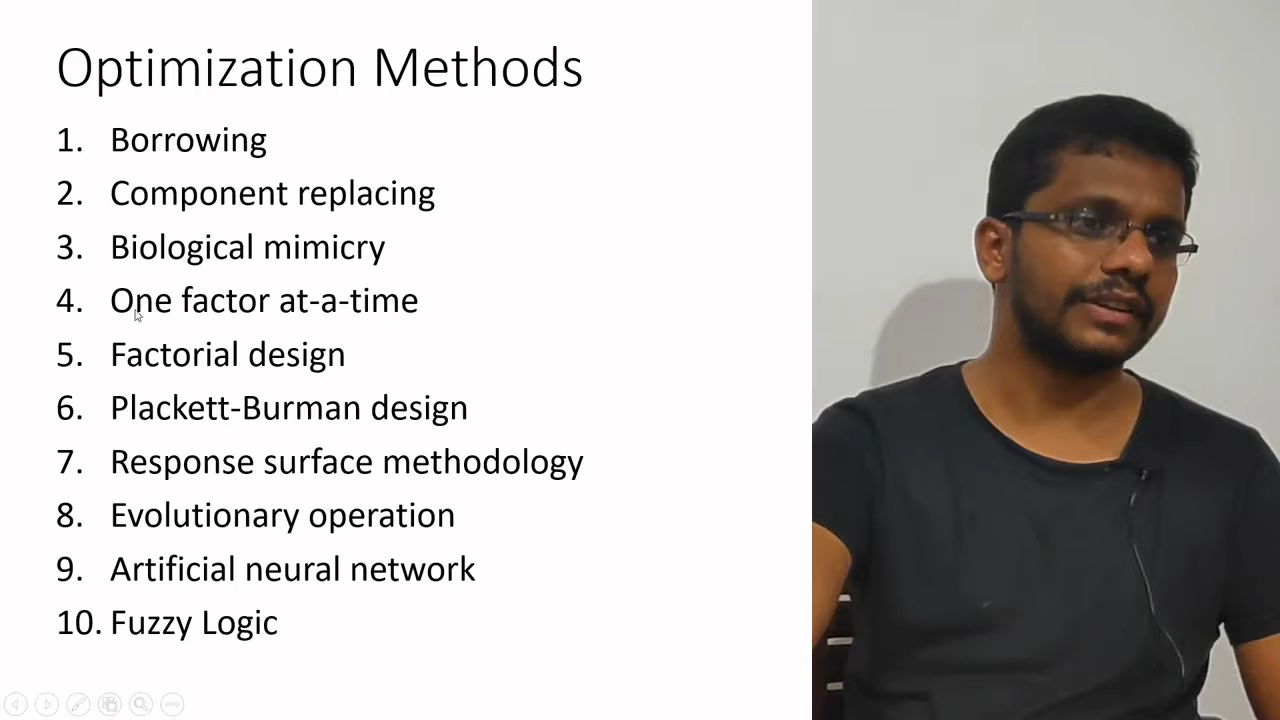 Optimization Methods
1. Borrowing
2. Component replacing
3. Biological mimicry
4. One factor at-a-time
5. Factorial design
6. Plackett-Burman design
7. Response surface methodology
8. Evolutionary operation
9. Artificial neural network
10. Fuzzy Logic